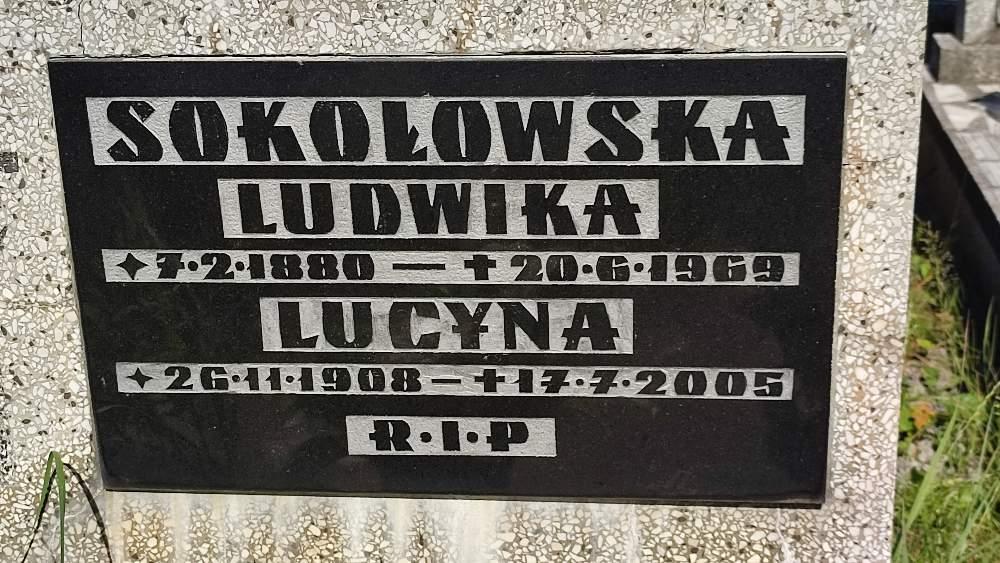 SOKOŁOWSKA
LUDWIKA
✦7·2·1880 — ✝20·6·1969
LUCYNA
✦26·11·1908 — ✝17·7·2005
R·I·P